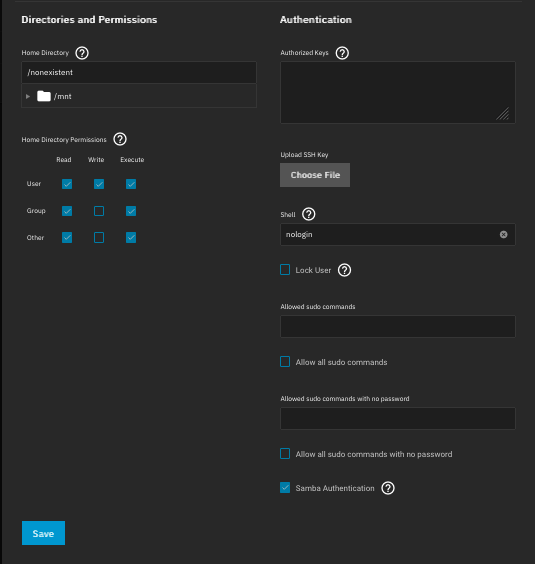 Directories and Permissions
Home Directory ?
/nonexistent
/mnt
Home Directory Permissions ?
Read Write Execute
User
Group
Other
Authentication
Authorized Keys ?
Upload SSH Key
Choose File
Shell ?
nologin
Lock User ?
Allowed sudo commands
Allow all sudo commands
Allowed sudo commands with no password
Allow all sudo commands with no password
Samba Authentication ?
Save